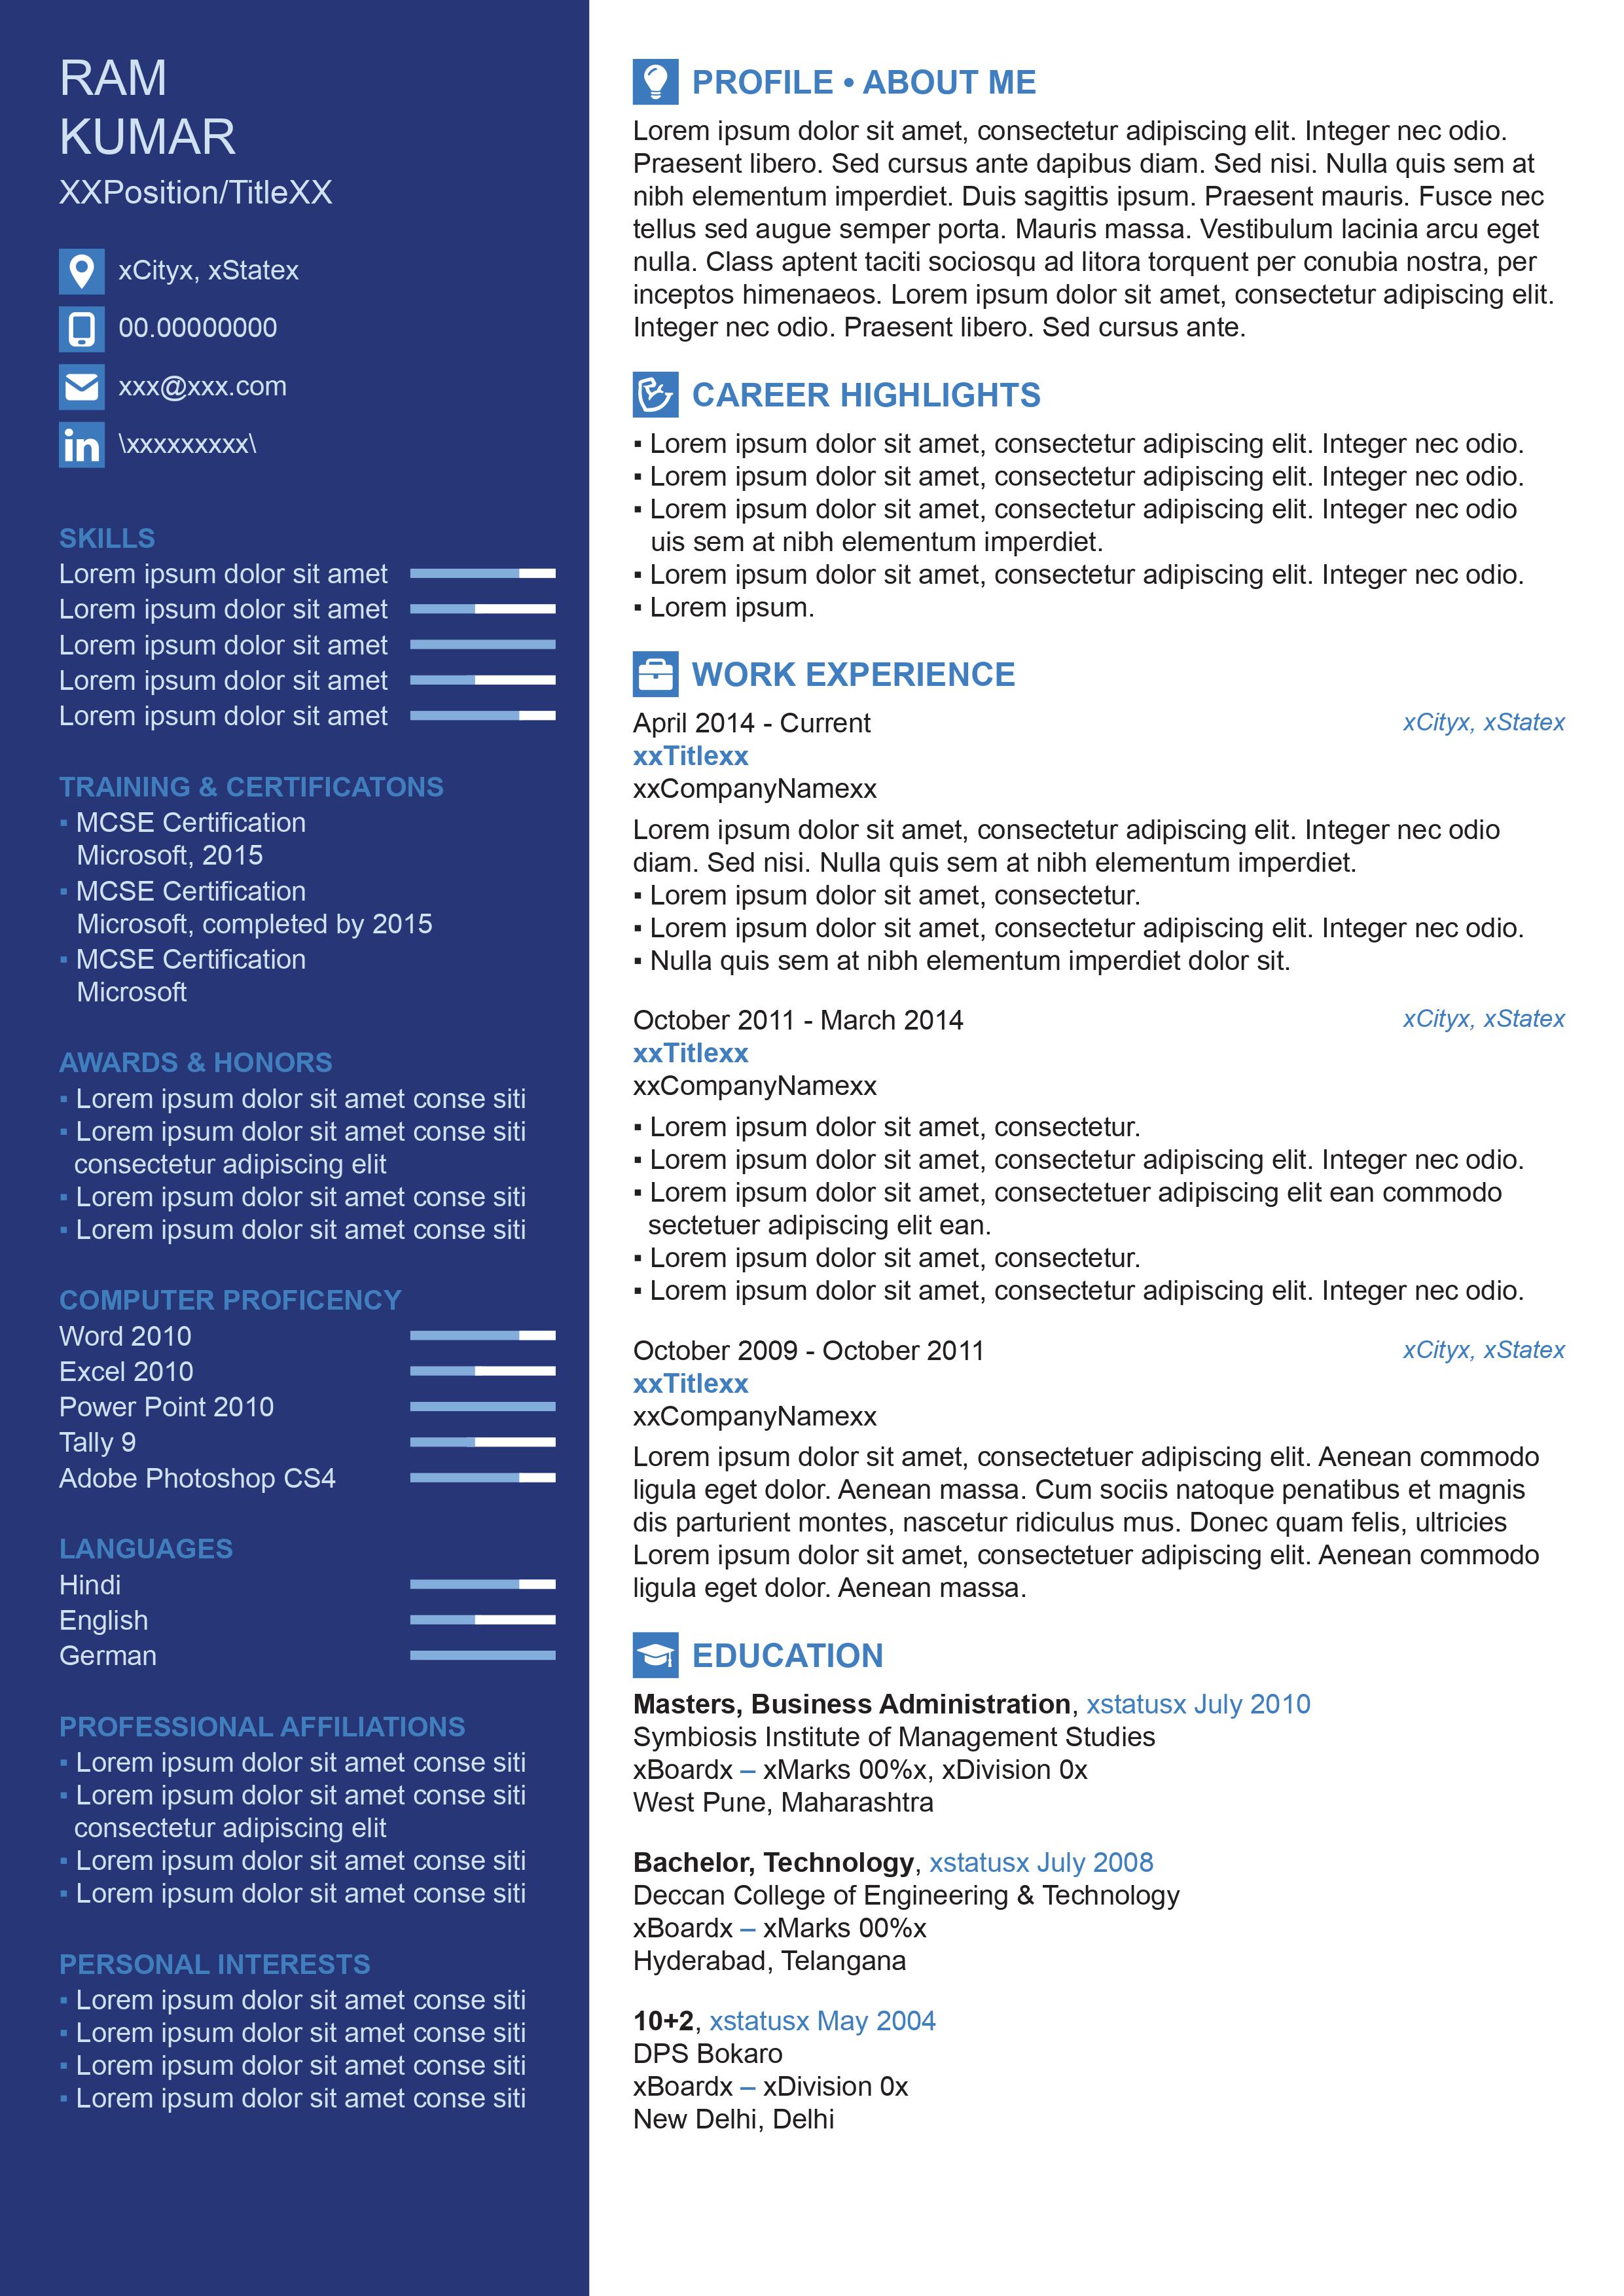 RAM
KUMAR
XXPosition/TitleXX
xCityx, xStatex
00.00000000
xxx@xxx.com
in \xxxxxxxxx\
SKILLS
Lorem ipsum dolor sit amet
Lorem ipsum dolor sit amet
Lorem ipsum dolor sit amet
Lorem ipsum dolor sit amet
Lorem ipsum dolor sit amet
TRAINING & CERTIFICATONS
▪ MCSE Certification
Microsoft, 2015
▪ MCSE Certification
Microsoft, completed by 2015
▪ MCSE Certification
Microsoft
AWARDS & HONORS
▪ Lorem ipsum dolor sit amet conse siti
▪ Lorem ipsum dolor sit amet conse siti
consectetur adipiscing elit
▪ Lorem ipsum dolor sit amet conse siti
▪ Lorem ipsum dolor sit amet conse siti
COMPUTER PROFICENCY
Word 2010
Excel 2010
Power Point 2010
Tally 9
Adobe Photoshop CS4
LANGUAGES
Hindi
English
German
PROFESSIONAL AFFILIATIONS
▪ Lorem ipsum dolor sit amet conse siti
▪ Lorem ipsum dolor sit amet conse siti
consectetur adipiscing elit
▪ Lorem ipsum dolor sit amet conse siti
▪ Lorem ipsum dolor sit amet conse siti
PERSONAL INTERESTS
▪ Lorem ipsum dolor sit amet conse siti
▪ Lorem ipsum dolor sit amet conse siti
▪ Lorem ipsum dolor sit amet conse siti
▪ Lorem ipsum dolor sit amet conse siti
PROFILE • ABOUT ME
Lorem ipsum dolor sit amet, consectetur adipiscing elit. Integer nec odio.
Praesent libero. Sed cursus ante dapibus diam. Sed nisi. Nulla quis sem at
nibh elementum imperdiet. Duis sagittis ipsum. Praesent mauris. Fusce nec
tellus sed augue semper porta. Mauris massa. Vestibulum lacinia arcu eget
nulla. Class aptent taciti sociosqu ad litora torquent per conubia nostra, per
inceptos himenaeos. Lorem ipsum dolor sit amet, consectetur adipiscing elit.
Integer nec odio. Praesent libero. Sed cursus ante.
CAREER HIGHLIGHTS
▪ Lorem ipsum dolor sit amet, consectetur adipiscing elit. Integer nec odio.
▪ Lorem ipsum dolor sit amet, consectetur adipiscing elit. Integer nec odio.
▪ Lorem ipsum dolor sit amet, consectetur adipiscing elit. Integer nec odio
uis sem at nibh elementum imperdiet.
▪ Lorem ipsum dolor sit amet, consectetur adipiscing elit. Integer nec odio.
▪ Lorem ipsum.
WORK EXPERIENCE
April 2014 - Current xCityx, xStatex
xxTitlexx
xxCompanyNamexx
Lorem ipsum dolor sit amet, consectetur adipiscing elit. Integer nec odio
diam. Sed nisi. Nulla quis sem at nibh elementum imperdiet.
▪ Lorem ipsum dolor sit amet, consectetur.
▪ Lorem ipsum dolor sit amet, consectetur adipiscing elit. Integer nec odio.
▪ Nulla quis sem at nibh elementum imperdiet dolor sit.
October 2011 - March 2014 xCityx, xStatex
xxTitlexx
xxCompanyNamexx
▪ Lorem ipsum dolor sit amet, consectetur.
▪ Lorem ipsum dolor sit amet, consectetur adipiscing elit. Integer nec odio.
▪ Lorem ipsum dolor sit amet, consectetuer adipiscing elit ean commodo
sectetuer adipiscing elit ean.
▪ Lorem ipsum dolor sit amet, consectetur.
▪ Lorem ipsum dolor sit amet, consectetur adipiscing elit. Integer nec odio.
October 2009 - October 2011 xCityx, xStatex
xxTitlexx
xxCompanyNamexx
Lorem ipsum dolor sit amet, consectetuer adipiscing elit. Aenean commodo
ligula eget dolor. Aenean massa. Cum sociis natoque penatibus et magnis
dis parturient montes, nascetur ridiculus mus. Donec quam felis, ultricies
Lorem ipsum dolor sit amet, consectetuer adipiscing elit. Aenean commodo
ligula eget dolor. Aenean massa.
EDUCATION
Masters, Business Administration, xstatusx July 2010
Symbiosis Institute of Management Studies
xBoardx – xMarks 00%x, xDivision 0x
West Pune, Maharashtra
Bachelor, Technology, xstatusx July 2008
Deccan College of Engineering & Technology
xBoardx – xMarks 00%x
Hyderabad, Telangana
10+2, xstatusx May 2004
DPS Bokaro
xBoardx – xDivision 0x
New Delhi, Delhi